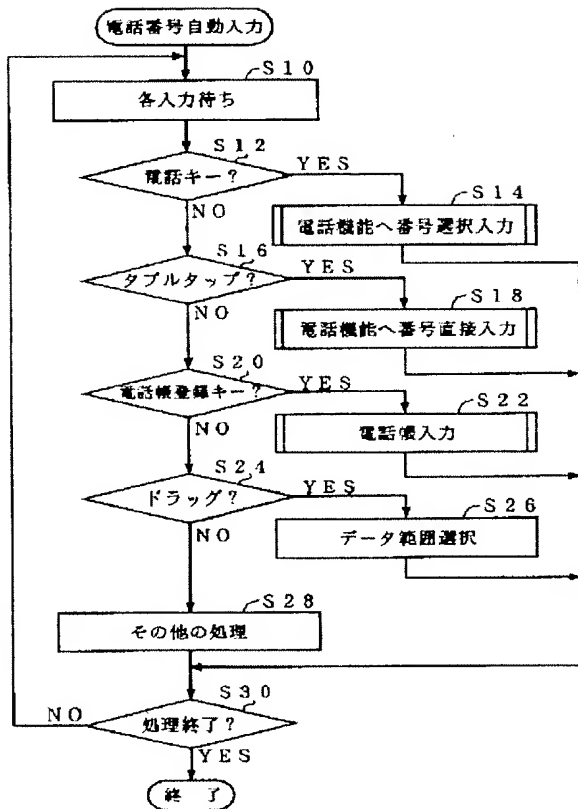 電話番号自動入力
S10
各入力待ち
S12
電話キー?
YES
NO
S14
電話機能へ番号選択入力
S16
タブルタップ?
YES
NO
S18
電話機能へ番号直接入力
S20
電話帳登録キー?
YES
NO
S22
電話帳入力
S24
ドラッグ?
YES
NO
S26
データ範囲選択
S28
その他の処理
S30
処理終了?
NO
YES
終 了